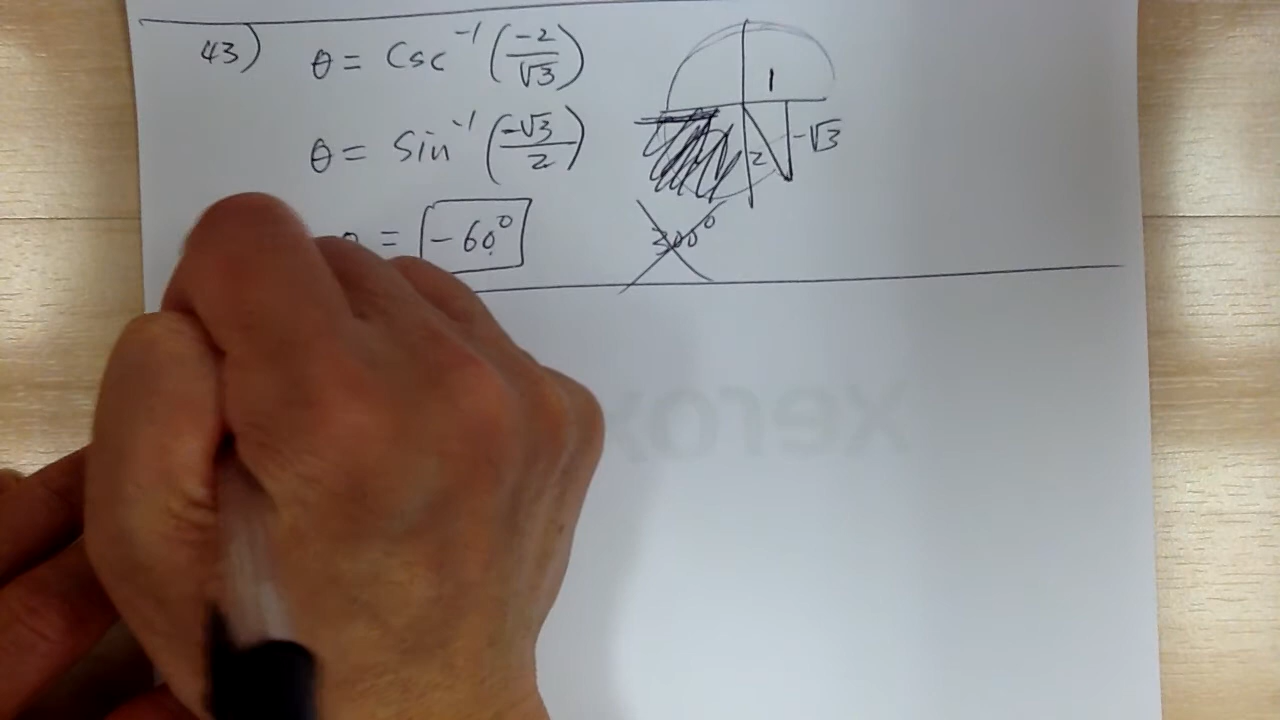 43) θ = Csc⁻¹(-2/√3)
θ = Sin⁻¹(-√3/2)
= -60°
1
2
-√3
300°
xerox